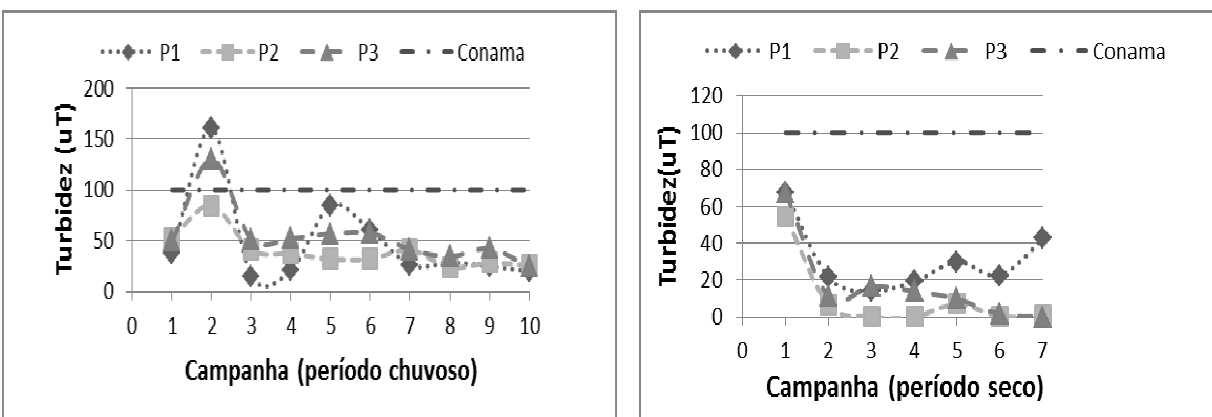 P1 P2 P3 Conama
200
150
100
50
0
Turbidez (uT)
0 1 2 3 4 5 6 7 8 9 10
Campanha (período chuvoso)
P1 P2 P3 Conama
120
100
80
60
40
20
0
Turbidez(uT)
0 1 2 3 4 5 6 7
Campanha (período seco)